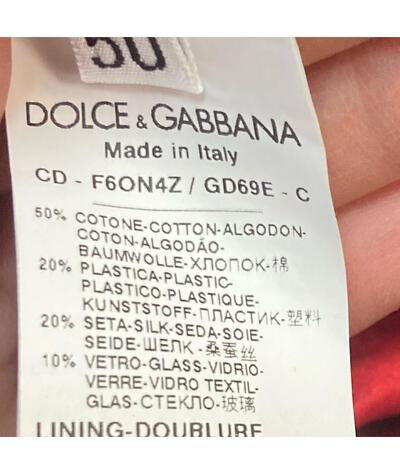 50
DOLCE & GABBANA
Made in Italy
CD - F6ON4Z / GD69E - C
50% COTONE-COTTON-ALGODON-
COTON-ALGODÃO-
BAUMWOLLE-ХЛОПОК-棉
20% PLASTICA-PLASTIC-
PLASTICO-PLASTIQUE-
KUNSTSTOFF-ПЛАСТИК-塑料
20% SETA-SILK-SEDA-SOIE-
SEIDE-ШЕЛК-桑蚕丝
10% VETRO-GLASS-VIDRIO-
VERRE-VIDRO TEXTIL-
GLAS-СТЕКЛО-玻璃
LINING-DOUBLURE